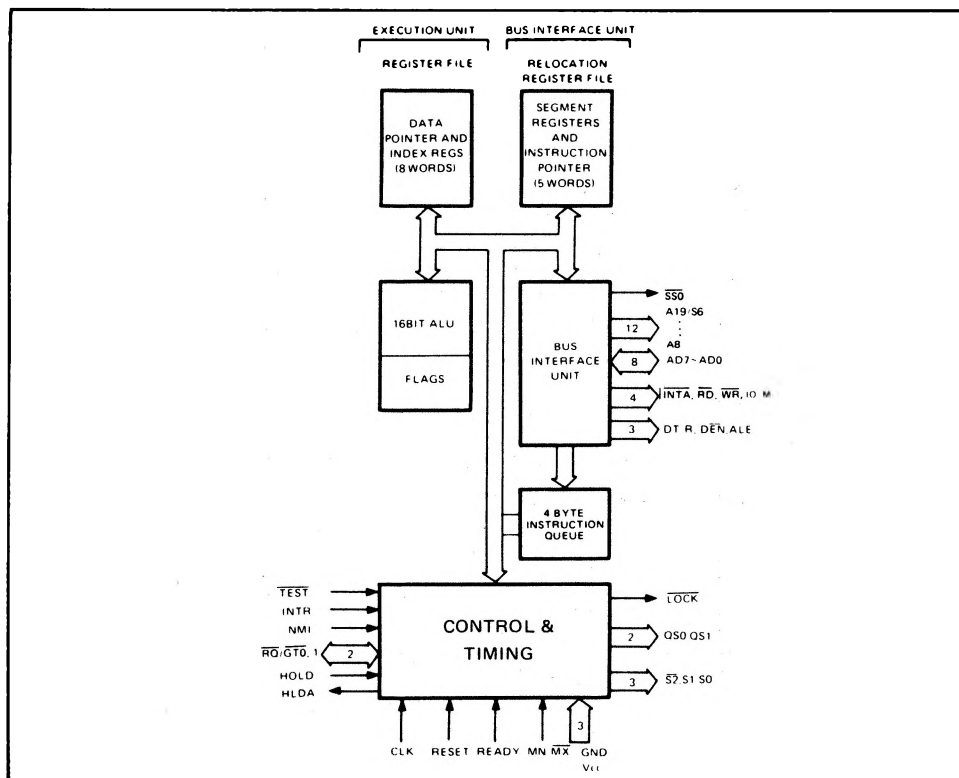 EXECUTION UNIT
BUS INTERFACE UNIT
REGISTER FILE
RELOCATION
REGISTER FILE
DATA
POINTER AND
INDEX REGS
(8 WORDS)
SEGMENT
REGISTERS
AND
INSTRUCTION
POINTER
(5 WORDS)
16BIT ALU
FLAGS
BUS
INTERFACE
UNIT
SS0
12
A19/S6
A8
8
AD7~AD0
4
INTA, RD, WR, IO M
3
DT R, DEN, ALE
4 BYTE
INSTRUCTION
QUEUE
CONTROL &
TIMING
TEST
INTR
NMI
RQ/GT0, 1
2
HOLD
HLDA
LOCK
2
QS0 QS1
3
S2 S1 S0
CLK
RESET
READY
MN MX
3
GND
Vcc